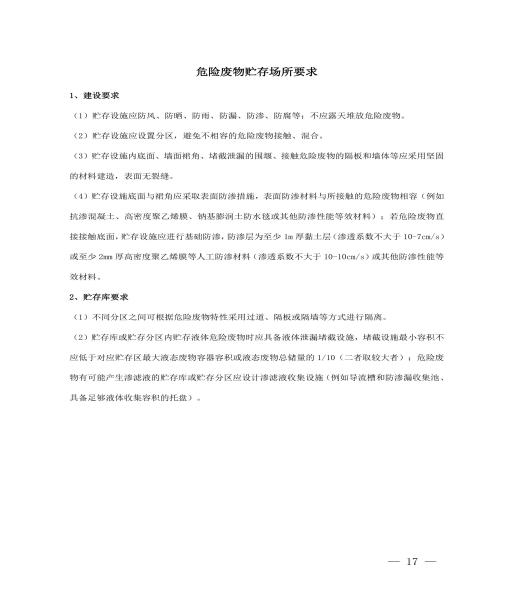 危险废物贮存场所要求
1、建设要求
（1）贮存设施应防风、防晒、防雨、防漏、防渗、防腐等；不应露天堆放危险废物。
（2）贮存设施应设置分区，避免不相容的危险废物接触、混合。
（3）贮存设施内底面、墙面裙角、堵截泄漏的围堰、接触危险废物的隔板和墙体等应采用坚固
的材料建造，表面无裂缝。
（4）贮存设施底面与裙角应采取表面防渗措施，表面防渗材料与所接触的危险废物相容（例如
抗渗混凝土、高密度聚乙烯膜、钠基膨润土防水毯或其他防渗性能等效材料）；若危险废物直
接接触底面，贮存设施应进行基础防渗，防渗层为至少 1m 厚黏土层（渗透系数不大于 10-7cm/s）
或至少 2mm 厚高密度聚乙烯膜等人工防渗材料（渗透系数不大于 10-10cm/s）或其他防渗性能等
效材料。
2、贮存库要求
（1）不同分区之间可根据危险废物特性采用过道、隔板或隔墙等方式进行隔离。
（2）贮存库或贮存分区内贮存液体危险废物时应具备液体泄漏堵截设施，堵截设施最小容积不
应低于对应贮存区最大液态废物容器容积或液态废物总储量的 1/10（二者取较大者）；危险废
物有可能产生渗滤液的贮存库或贮存分区应设计渗滤液收集设施（例如导流槽和防渗漏收集池、
具备足够液体收集容积的托盘）。
— 17 —